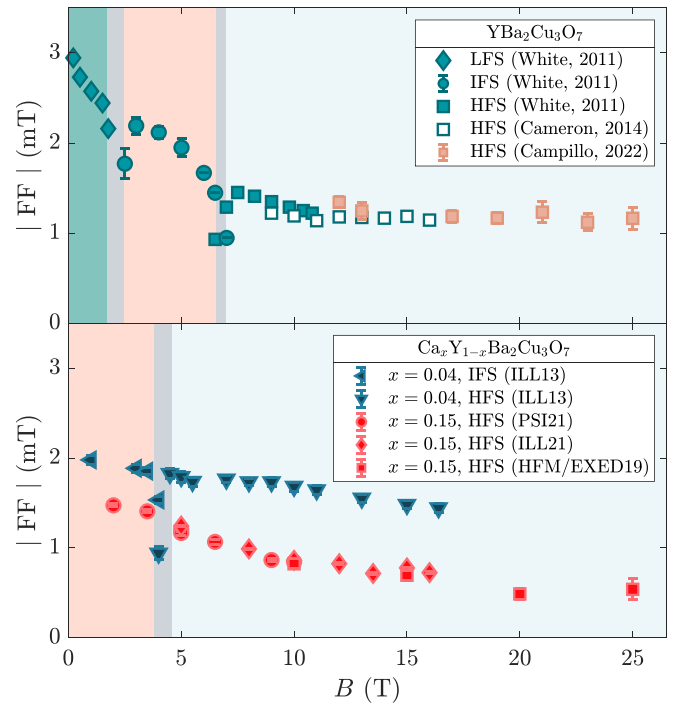 YBa₂Cu₃O₇
LFS (White, 2011)
IFS (White, 2011)
HFS (White, 2011)
HFS (Cameron, 2014)
HFS (Campillo, 2022)
3
2
1
0
| FF | (mT)
CaₓY₁₋ₓBa₂Cu₃O₇
x = 0.04, IFS (ILL13)
x = 0.04, HFS (ILL13)
x = 0.15, HFS (PSI21)
x = 0.15, HFS (ILL21)
x = 0.15, HFS (HFM/EXED19)
3
2
1
0
| FF | (mT)
0 5 10 15 20 25
B (T)